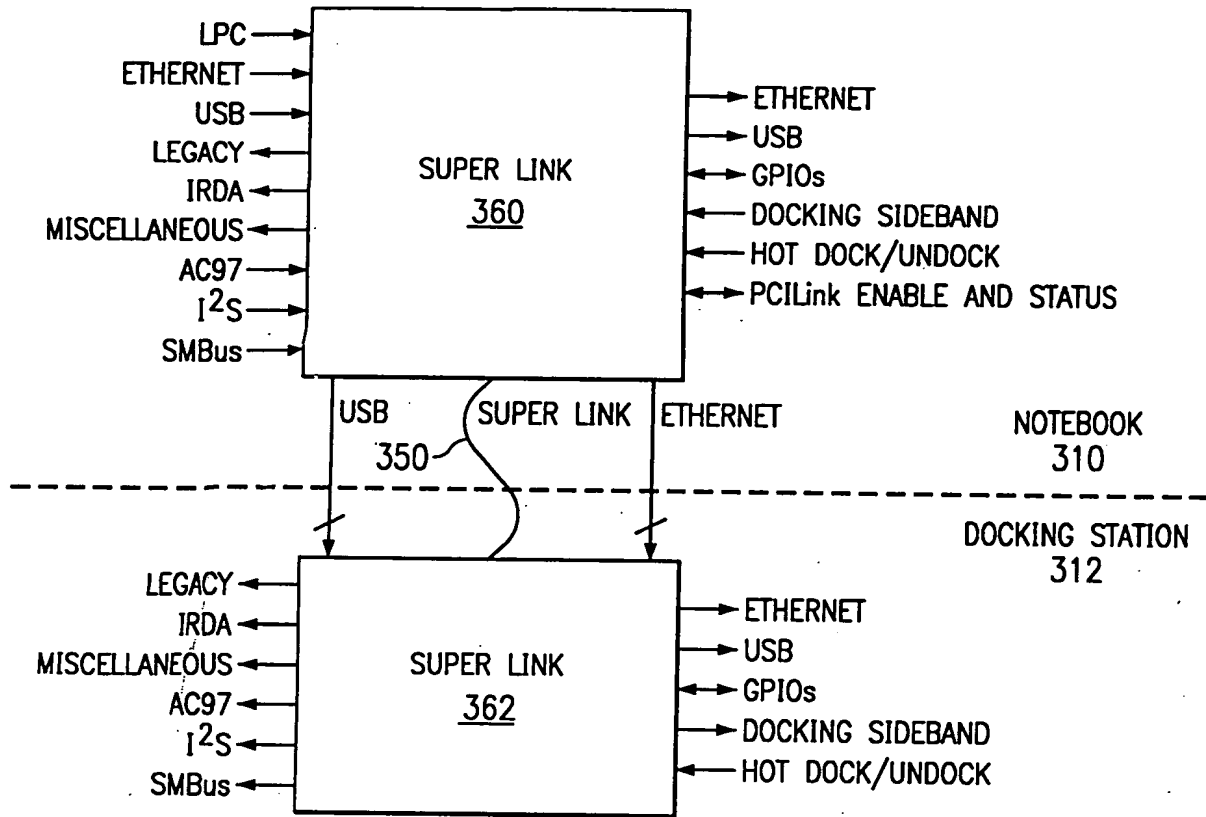 LPC
ETHERNET
USB
LEGACY
IRDA
MISCELLANEOUS
AC97
I²S
SMBus
SUPER LINK
360
ETHERNET
USB
GPIOs
DOCKING SIDEBAND
HOT DOCK/UNDOCK
PCILink ENABLE AND STATUS
USB
SUPER LINK
ETHERNET
350
NOTEBOOK
310
DOCKING STATION
312
LEGACY
IRDA
MISCELLANEOUS
AC97
I²S
SMBus
SUPER LINK
362
ETHERNET
USB
GPIOs
DOCKING SIDEBAND
HOT DOCK/UNDOCK